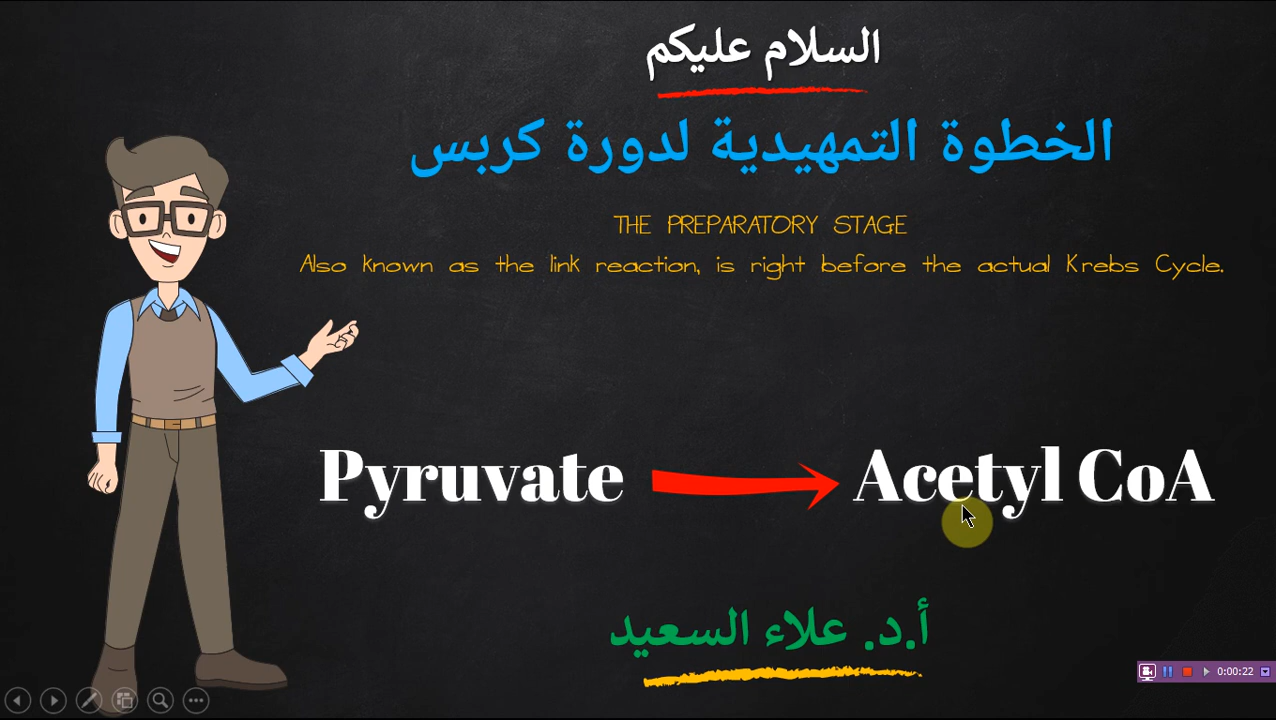 السلام عليكم
الخطوة التمهيدية لدورة كربس
THE PREPARATORY STAGE
Also known as the link reaction, is right before the actual Krebs Cycle.
Pyruvate Acetyl CoA
أ.د. علاء السعيد
0:00:22